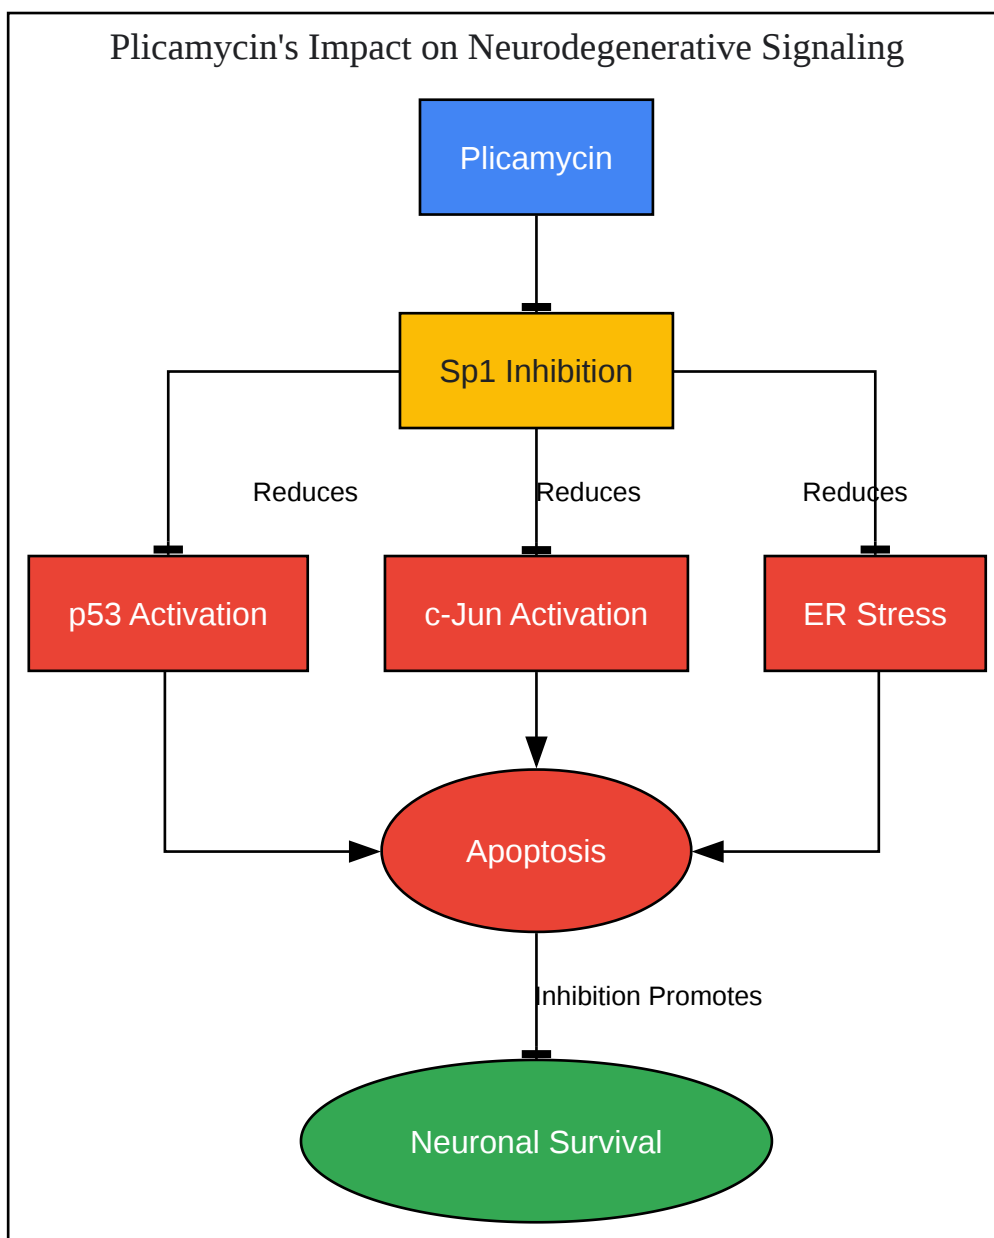 Plicamycin's Impact on Neurodegenerative Signaling
Plicamycin
Sp1 Inhibition
Reduces
Reduces
Reduces
p53 Activation
c-Jun Activation
ER Stress
Apoptosis
Inhibition Promotes
Neuronal Survival